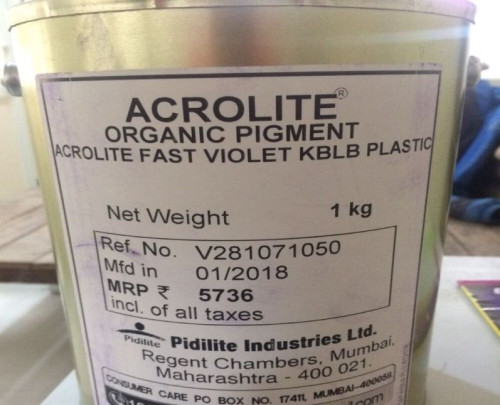 ACROLITE®
ORGANIC PIGMENT
ACROLITE FAST VIOLET KBLB PLASTIC
Net Weight 1 kg
Ref. No. V281071050
Mfd in 01/2018
MRP ₹ 5736
incl. of all taxes
Pidilite Pidilite Industries Ltd.
Regent Chambers, Mumbai.
Maharashtra - 400 021.
CONSUMER CARE PO BOX NO. 17411, MUMBAI-400059